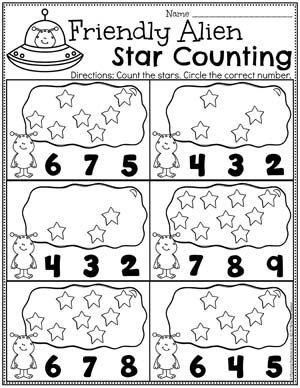 Name
Friendly Alien
Star Counting
Directions: Count the stars. Circle the correct number.
6 7 5
4 3 2
4 3 2
7 8 9
6 7 8
6 4 5